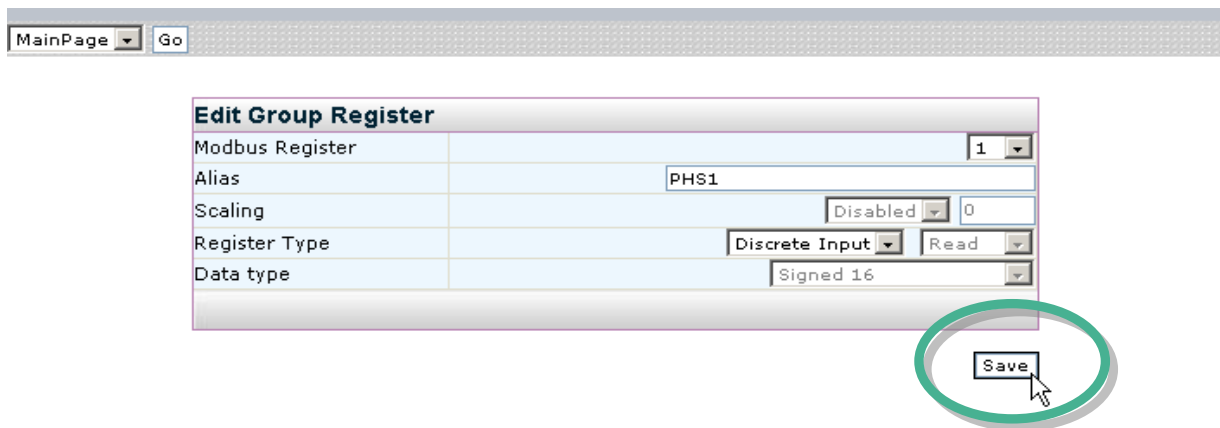 MainPage Go
Edit Group Register
Modbus Register 1
Alias PHS1
Scaling Disabled 0
Register Type Discrete Input Read
Data type Signed 16
Save